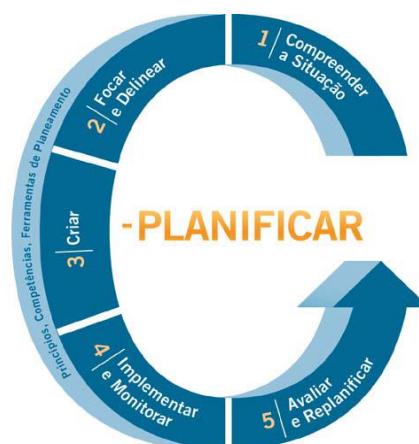 1 Compreender
a Situação
2 Focar
e Delinear
3 Criar
4 Implementar
e Monitorar
5 Avaliar
e Replanificar
-PLANIFICAR
Princípios, Competências, Ferramentas de Planeamento